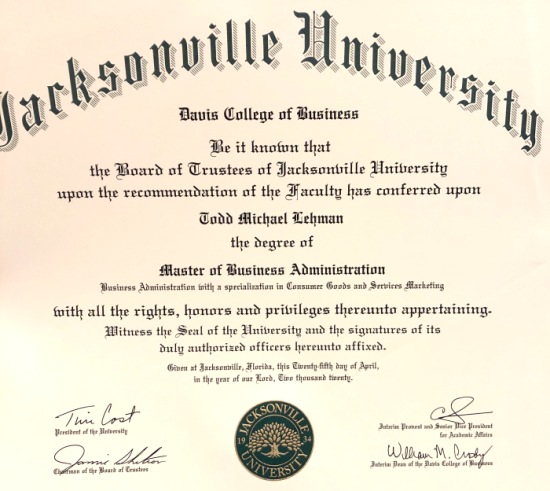 Jacksonville University
Davis College of Business
Be it known that
the Board of Trustees of Jacksonville University
upon the recommendation of the Faculty has conferred upon
Todd Michael Lehman
the degree of
Master of Business Administration
Business Administration with a specialization in Consumer Goods and Services Marketing
with all the rights, honors and privileges thereunto appertaining.
Witness the Seal of the University and the signatures of its
duly authorized officers hereunto affixed.
Given at Jacksonville, Florida, this Twenty-fifth day of April,
in the year of our Lord, Two thousand twenty.
Tim Cost
President of the University
Interim Provost and Senior Vice President
for Academic Affairs
JACKSONVILLE
1934
UNIVERSITY
Chairman of the Board of Trustees
William M. Crosby
Interim Dean of the Davis College of Business